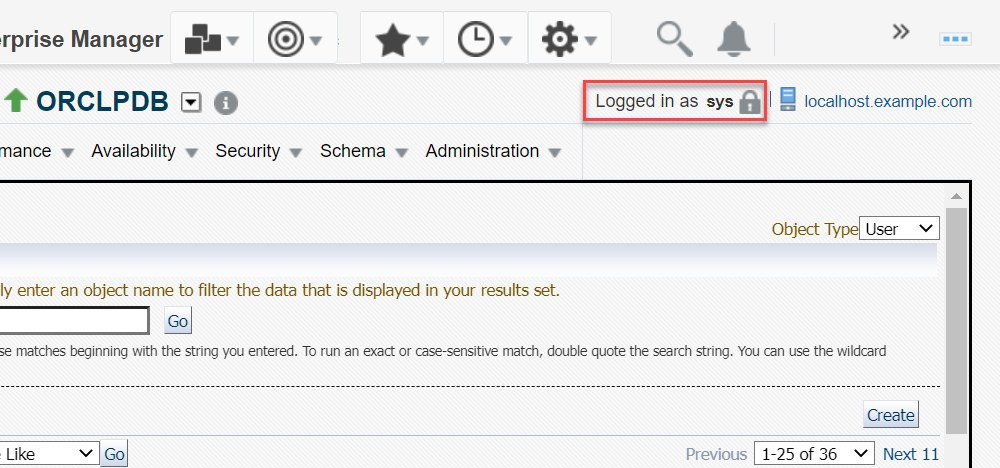 erprise Manager
ORCLPDB
Logged in as sys
localhost.example.com
mance Availability Security Schema Administration
Object Type User
ly enter an object name to filter the data that is displayed in your results set.
Go
se matches beginning with the string you entered. To run an exact or case-sensitive match, double quote the search string. You can use the wildcard
Create
Like Go Previous 1-25 of 36 Next 11